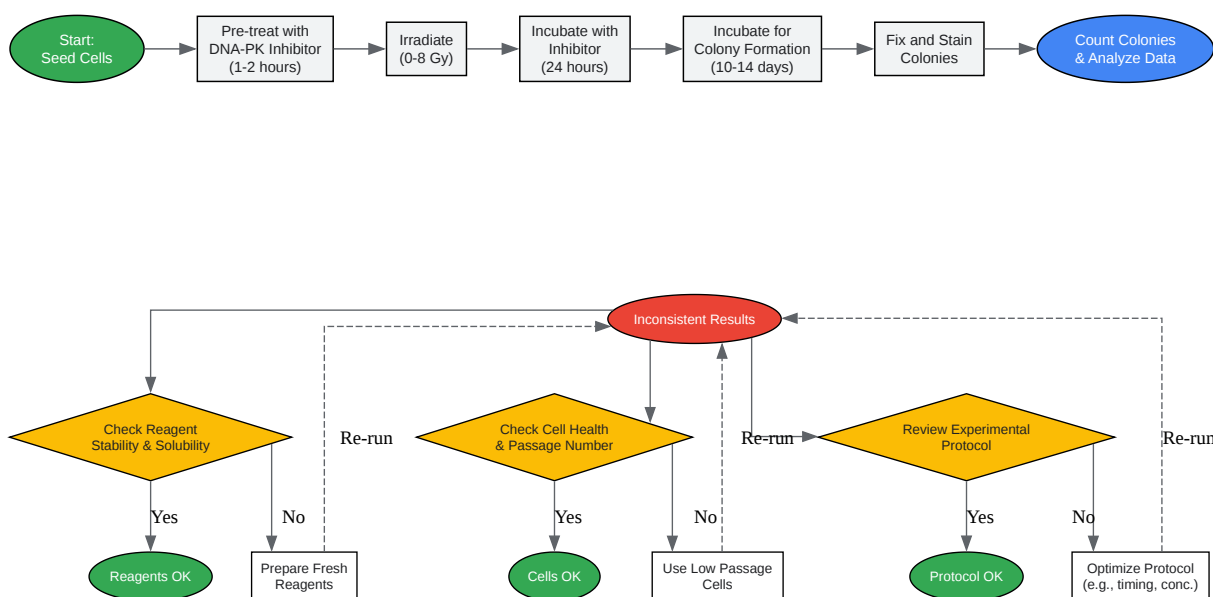 Start:
Seed Cells
Pre-treat with
DNA-PK Inhibitor
(1-2 hours)
Irradiate
(0-8 Gy)
Incubate with
Inhibitor
(24 hours)
Incubate for
Colony Formation
(10-14 days)
Fix and Stain
Colonies
Count Colonies
& Analyze Data
Inconsistent Results
Check Reagent
Stability & Solubility
Re-run
Check Cell Health
& Passage Number
Re-run
Review Experimental
Protocol
Re-run
Yes
No
Yes
No
Yes
No
Reagents OK
Prepare Fresh
Reagents
Cells OK
Use Low Passage
Cells
Protocol OK
Optimize Protocol
(e.g., timing, conc.)